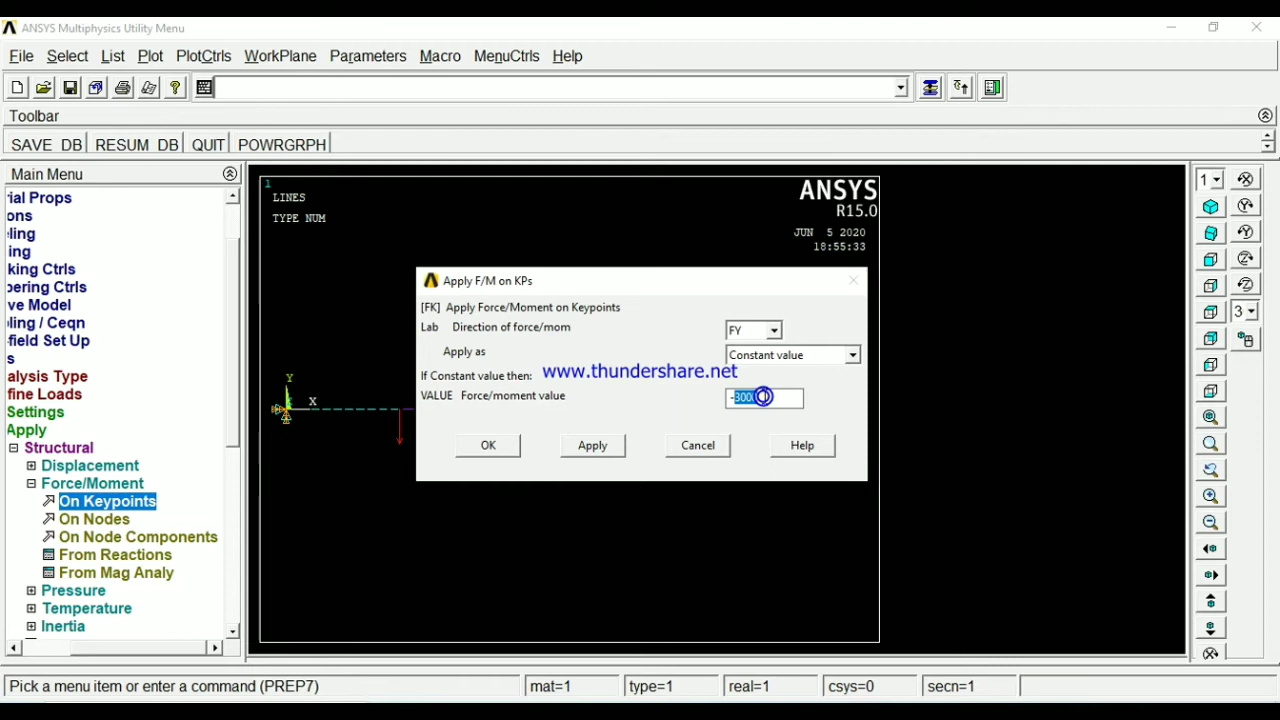 ANSYS Multiphysics Utility Menu
File Select List Plot PlotCtrls WorkPlane Parameters Macro MenuCtrls Help
Toolbar
SAVE_DB RESUM_DB QUIT POWRGRPH
Main Menu
rial Props
ons
ling
ing
king Ctrls
bering Ctrls
ve Model
ling / Ceqn
field Set Up
s
alysis Type
fine Loads
Settings
Apply
Structural
Displacement
Force/Moment
On Keypoints
On Nodes
On Node Components
From Reactions
From Mag Analy
Pressure
Temperature
Inertia
1
LINES
TYPE NUM
ANSYS
R15.0
JUN 5 2020
18:55:33
Y
X
Apply F/M on KPs
[FK] Apply Force/Moment on Keypoints
Lab Direction of force/mom FY
Apply as Constant value
If Constant value then:
www.thundershare.net
VALUE Force/moment value
OK Apply Cancel Help
1
3
Pick a menu item or enter a command (PREP7) mat=1 type=1 real=1 csys=0 secn=1